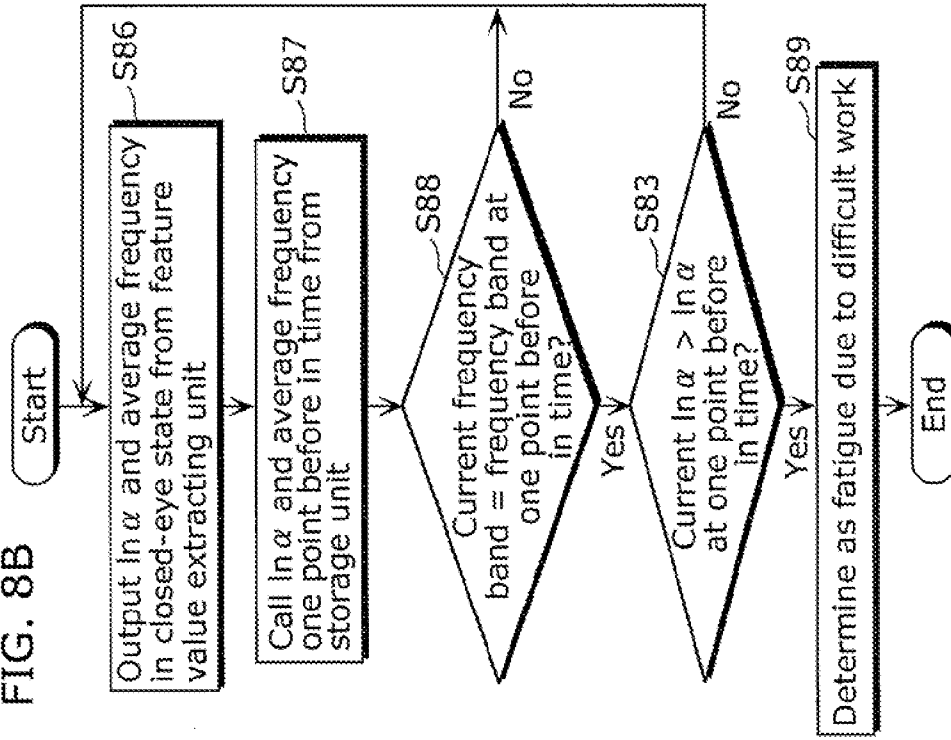 FIG. 8B
Start
Output ln α and average frequency
in closed-eye state from feature
value extracting unit
S86
Call ln α and average frequency
one point before in time from
storage unit
S87
Current frequency
band = frequency band at
one point before
in time?
S88
No
Yes
Current ln α > ln α
at one point before
in time?
S83
No
Yes
Determine as fatigue due to difficult work
S89
End